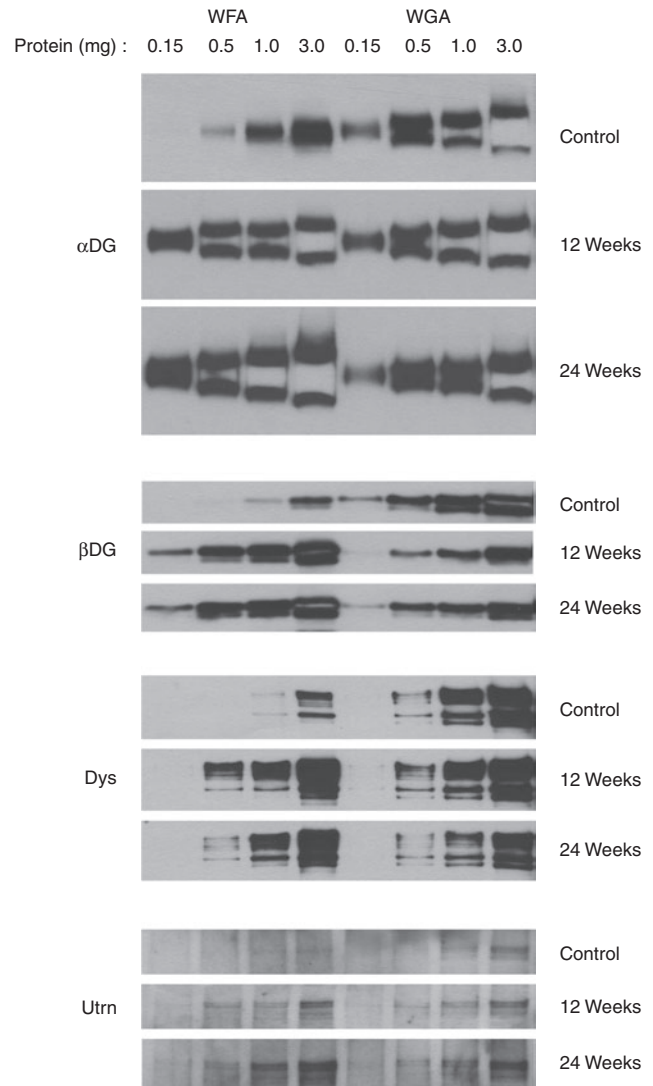 WFA WGA
Protein (mg) : 0.15 0.5 1.0 3.0 0.15 0.5 1.0 3.0
Control
αDG 12 Weeks
24 Weeks
Control
βDG 12 Weeks
24 Weeks
Control
Dys 12 Weeks
24 Weeks
Control
Utrn 12 Weeks
24 Weeks